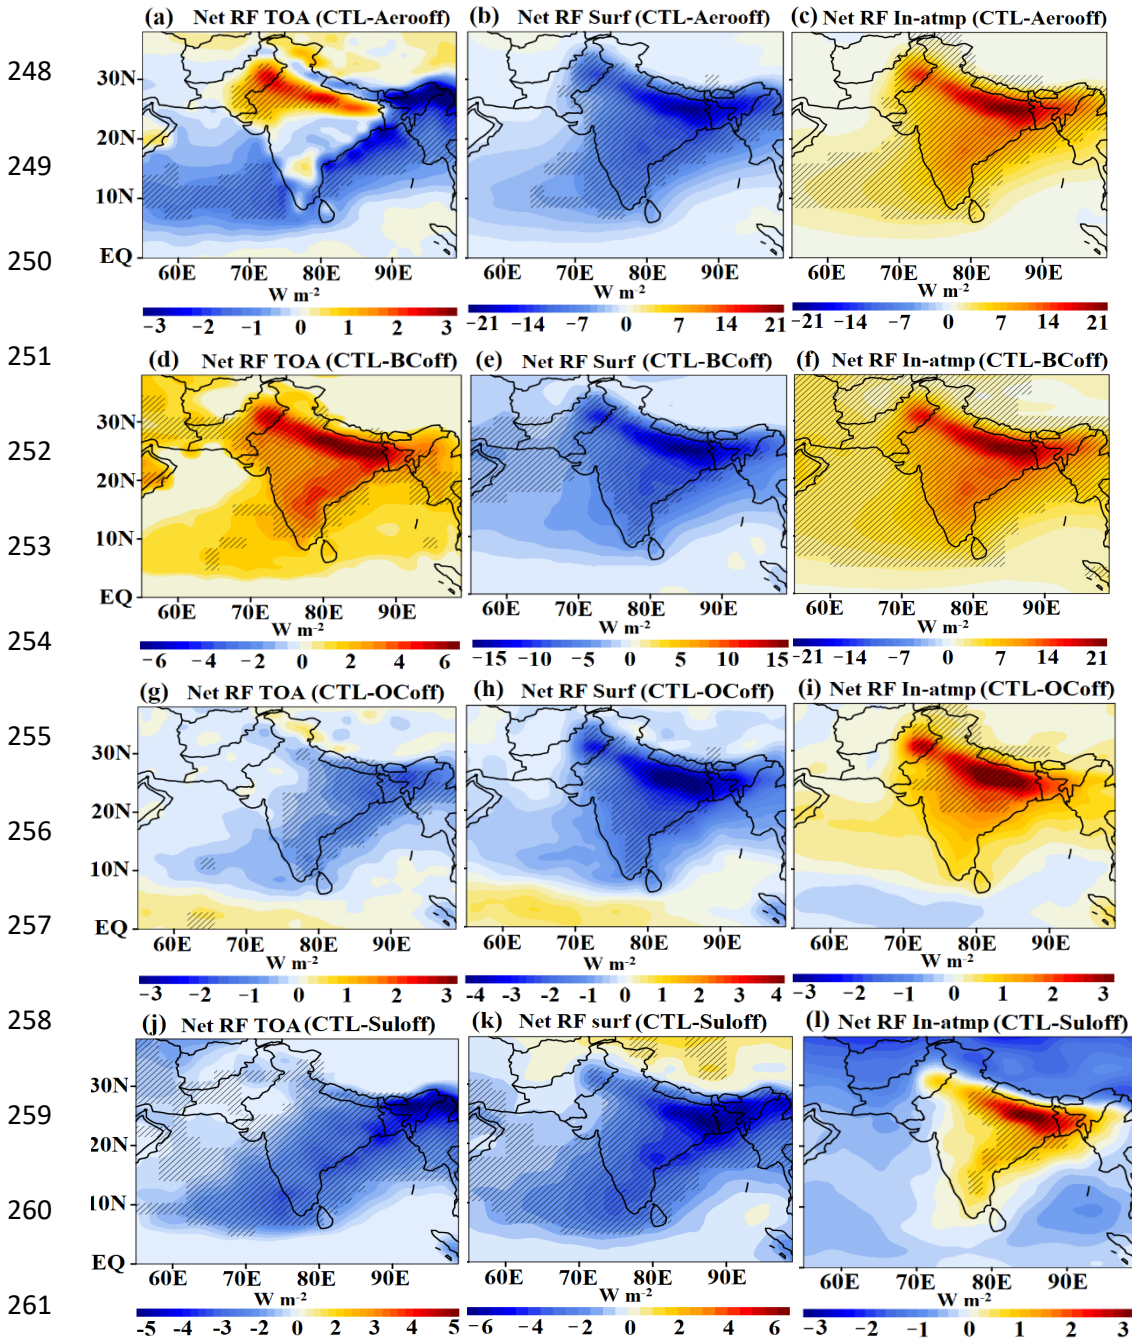 (a) Net RF TOA (CTL-Aerooff) (b) Net RF Surf (CTL-Aerooff) (c) Net RF In-atmp (CTL-Aerooff)
248 30N
20N
249
10N
250 EQ
60E 70E 80E 90E 60E 70E 80E 90E 60E 70E 80E 90E
W m-2 W m-2 W m-2
−3 −2 −1 0 1 2 3 −21 −14 −7 0 7 14 21 −21 −14 −7 0 7 14 21
251
(d) Net RF TOA (CTL-BCoff) (e) Net RF Surf (CTL-BCoff) (f) Net RF In-atmp (CTL-BCoff)
30N
252
20N
253 10N
EQ
60E 70E 80E 90E 60E 70E 80E 90E 60E 70E 80E 90E
W m-2 W m-2 W m-2
254
−6 −4 −2 0 2 4 6 −15 −10 −5 0 5 10 15 −21 −14 −7 0 7 14 21
(g) Net RF TOA (CTL-OCoff) (h) Net RF Surf (CTL-OCoff) (i) Net RF In-atmp (CTL-OCoff)
255 30N
20N
256
10N
257 EQ
60E 70E 80E 90E 60E 70E 80E 90E 60E 70E 80E 90E
W m-2 W m-2 W m-2
−3 −2 −1 0 1 2 3 −4 −3 −2 −1 0 1 2 3 4 −3 −2 −1 0 1 2 3
258
(j) Net RF TOA (CTL-Suloff) (k) Net RF surf (CTL-Suloff) (l) Net RF In-atmp (CTL-Suloff)
30N
259
20N
260 10N
EQ
60E 70E 80E 90E 60E 70E 80E 90E 60E 70E 80E 90E
W m-2 W m-2 W m-2
261
-5 -4 -3 -2 -1 0 1 2 3 4 5 −6 −4 −2 0 2 4 6 −3 −2 −1 0 1 2 3